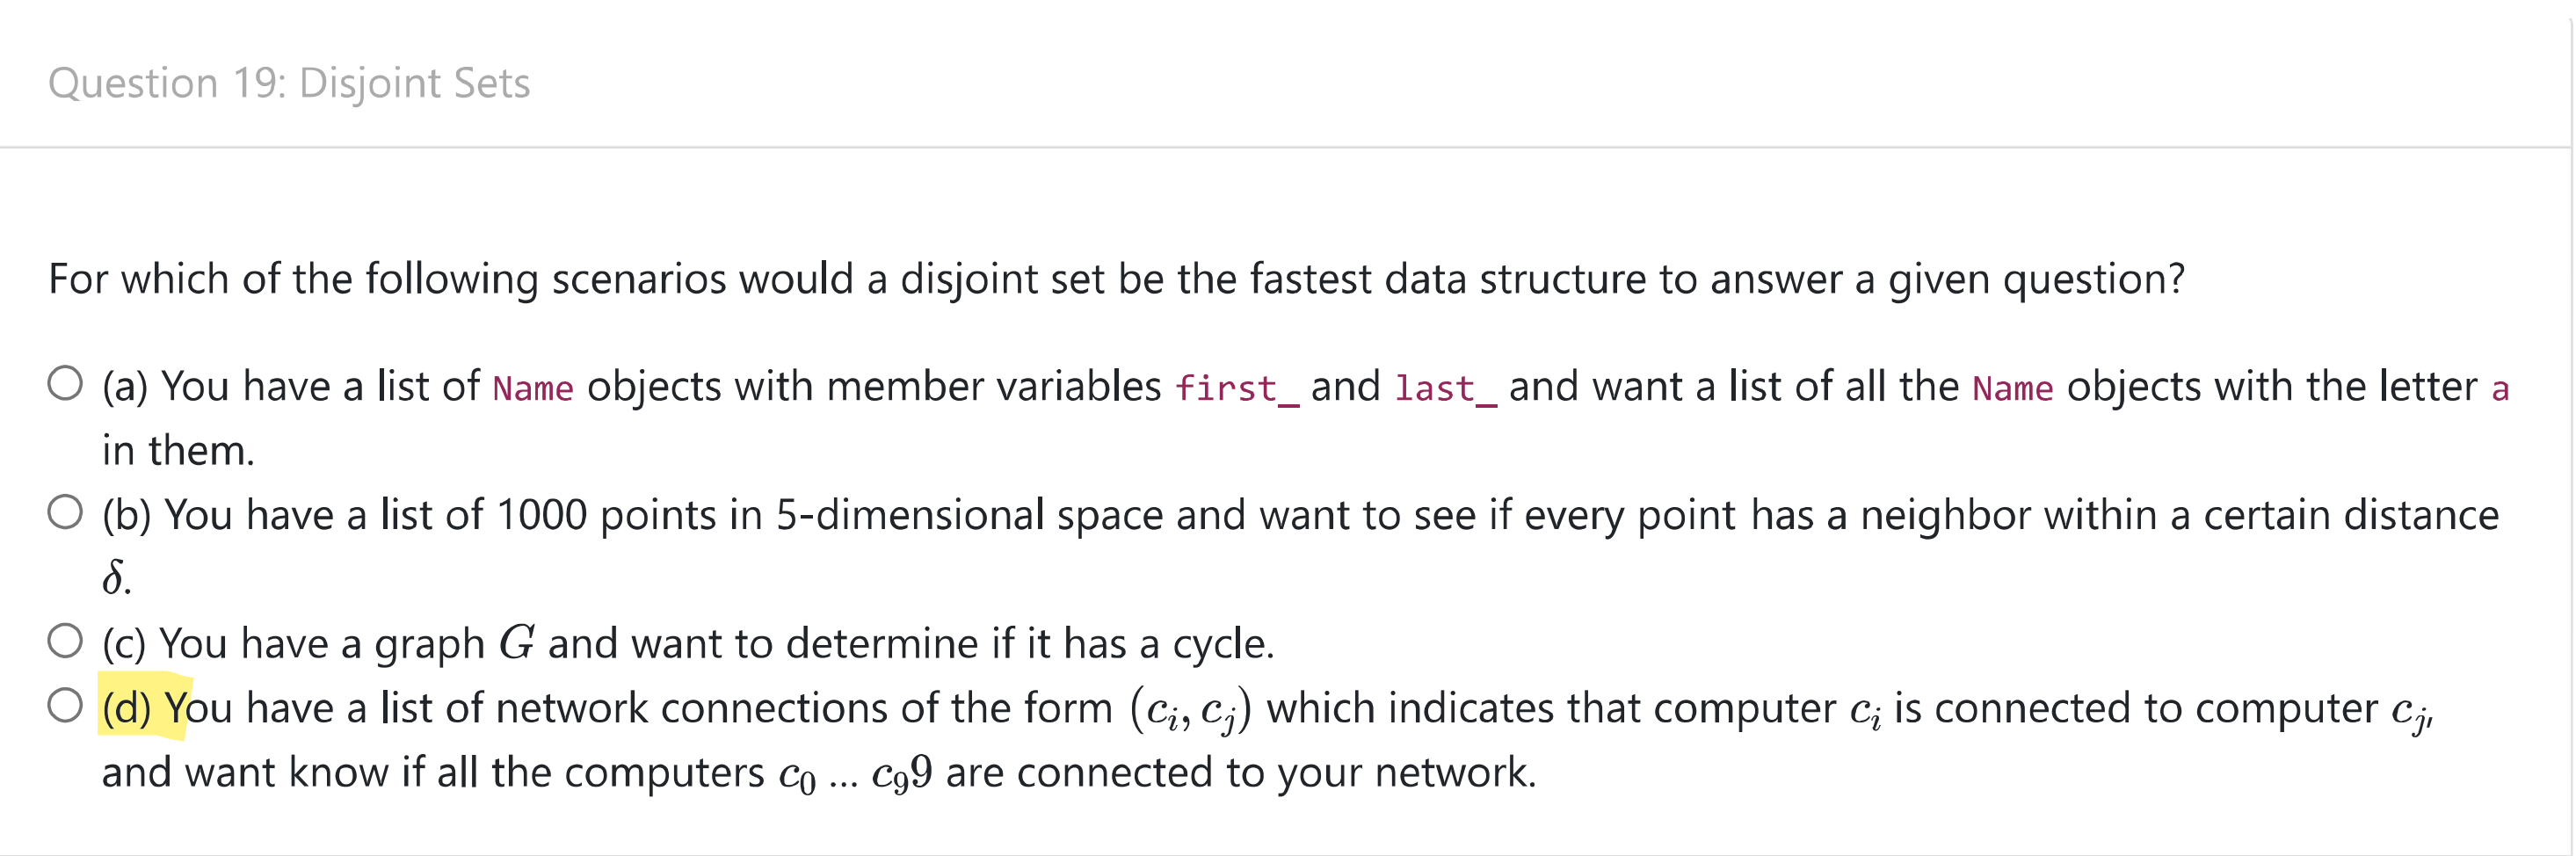 Question 19: Disjoint Sets
For which of the following scenarios would a disjoint set be the fastest data structure to answer a given question?
(a) You have a list of Name objects with member variables first_ and last_ and want a list of all the Name objects with the letter a
in them.
(b) You have a list of 1000 points in 5-dimensional space and want to see if every point has a neighbor within a certain distance
δ.
(c) You have a graph G and want to determine if it has a cycle.
(d) You have a list of network connections of the form (c_i, c_j) which indicates that computer c_i is connected to computer c_j,
and want know if all the computers c_0 ... c_99 are connected to your network.